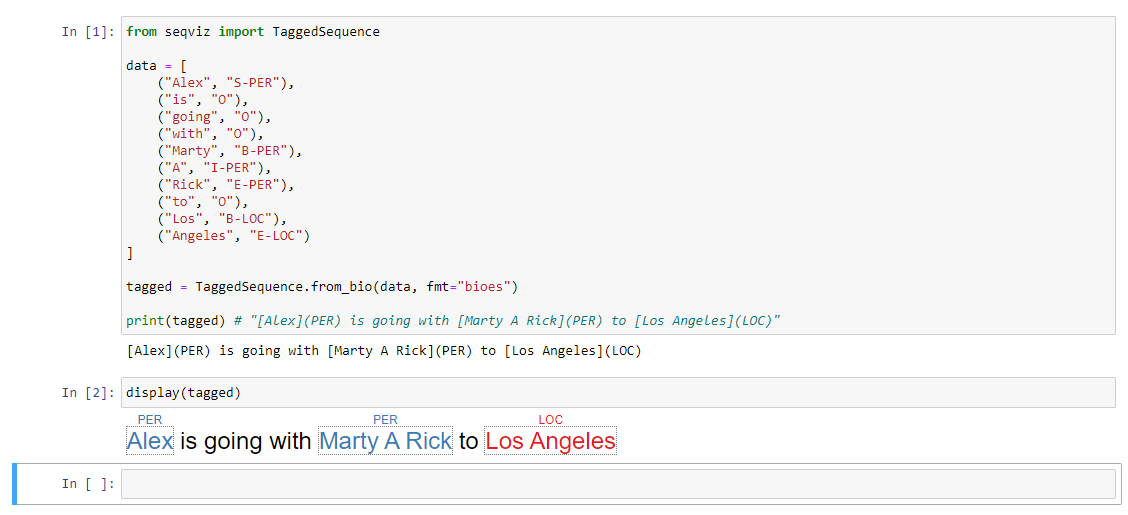 In [1]: from seqviz import TaggedSequence
data = [
    ("Alex", "S-PER"),
    ("is", "O"),
    ("going", "O"),
    ("with", "O"),
    ("Marty", "B-PER"),
    ("A", "I-PER"),
    ("Rick", "E-PER"),
    ("to", "O"),
    ("Los", "B-LOC"),
    ("Angeles", "E-LOC")
]
tagged = TaggedSequence.from_bio(data, fmt="bioes")
print(tagged) # "[Alex](PER) is going with [Marty A Rick](PER) to [Los Angeles](LOC)"
[Alex](PER) is going with [Marty A Rick](PER) to [Los Angeles](LOC)
In [2]: display(tagged)
PER PER LOC
Alex is going with Marty A Rick to Los Angeles
In [ ]: